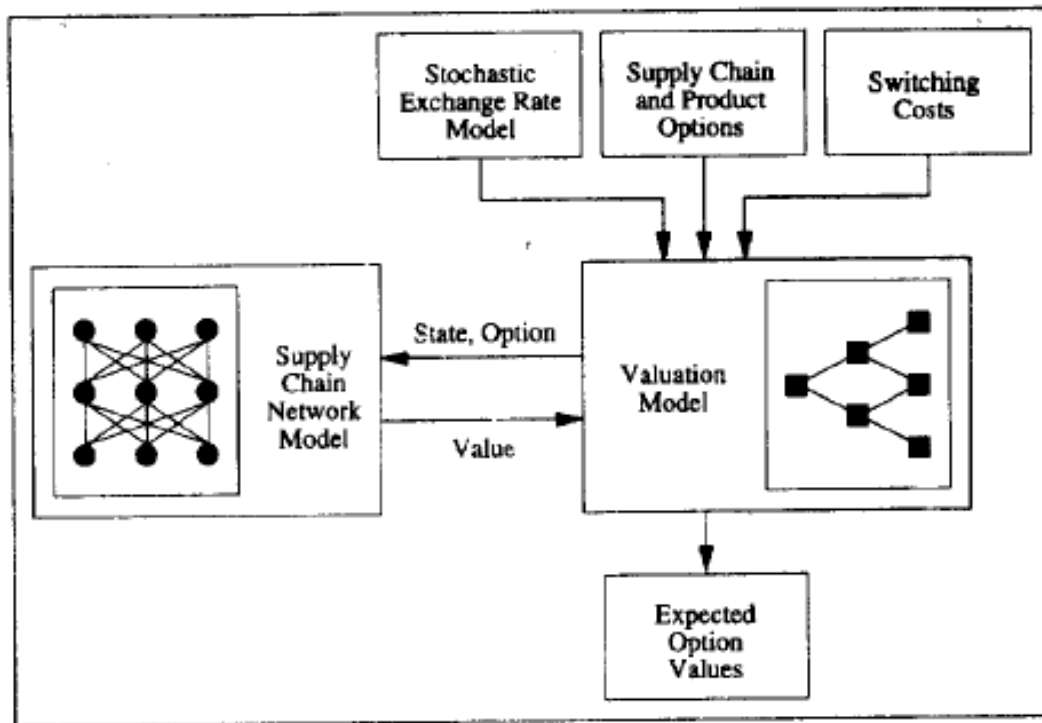 Stochastic
Exchange Rate
Model
Supply Chain
and Product
Options
Switching
Costs
State, Option
Supply
Chain
Network
Model
Value
Valuation
Model
Expected
Option
Values